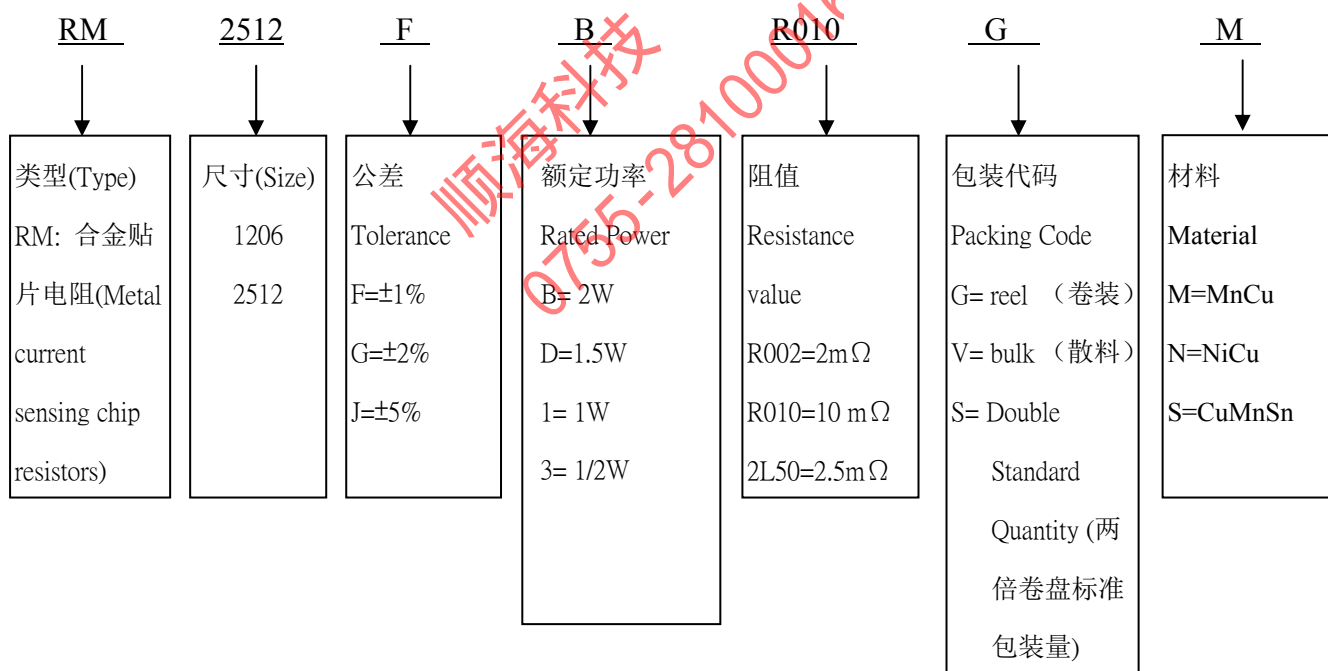 RM 2512 F B R010 G M
类型(Type)
RM: 合金贴
片电阻(Metal
current
sensing chip
resistors)
尺寸(Size)
1206
2512
公差
Tolerance
F=±1%
G=±2%
J=±5%
额定功率
Rated Power
B= 2W
D=1.5W
1= 1W
3= 1/2W
阻值
Resistance
value
R002=2mΩ
R010=10 mΩ
2L50=2.5mΩ
包装代码
Packing Code
G= reel （卷装）
V= bulk （散料）
S= Double
Standard
Quantity (两
倍卷盘标准
包装量)
材料
Material
M=MnCu
N=NiCu
S=CuMnSn
顺海科技